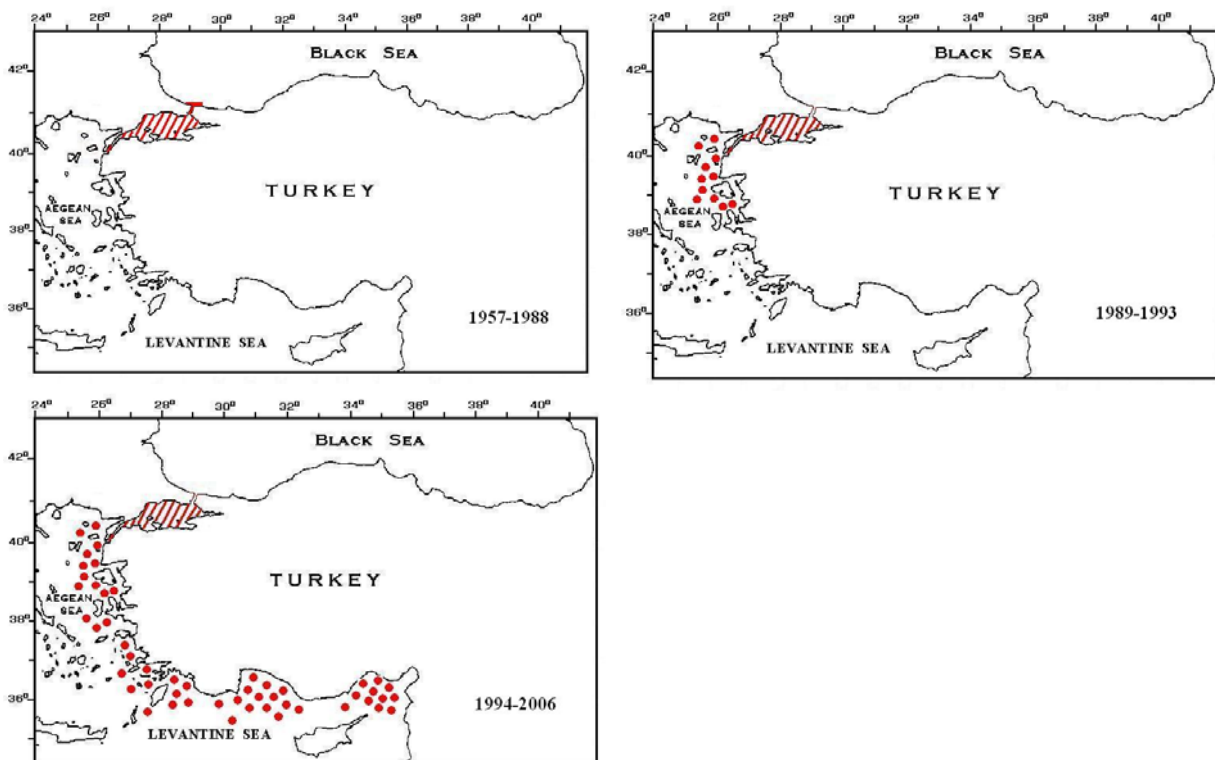 24° 26° 28° 30° 32° 34° 36° 38° 40°
BLACK SEA
42°
40°
TURKEY
AEGEAN
SEA
38°
36°
1957-1988
LEVANTINE SEA
24° 26° 28° 30° 32° 34° 36° 38° 40°
BLACK SEA
42°
40°
TURKEY
AEGEAN
SEA
38°
36°
1989-1993
LEVANTINE SEA
24° 26° 28° 30° 32° 34° 36° 38° 40°
BLACK SEA
42°
40°
TURKEY
AEGEAN
SEA
38°
36°
1994-2006
LEVANTINE SEA